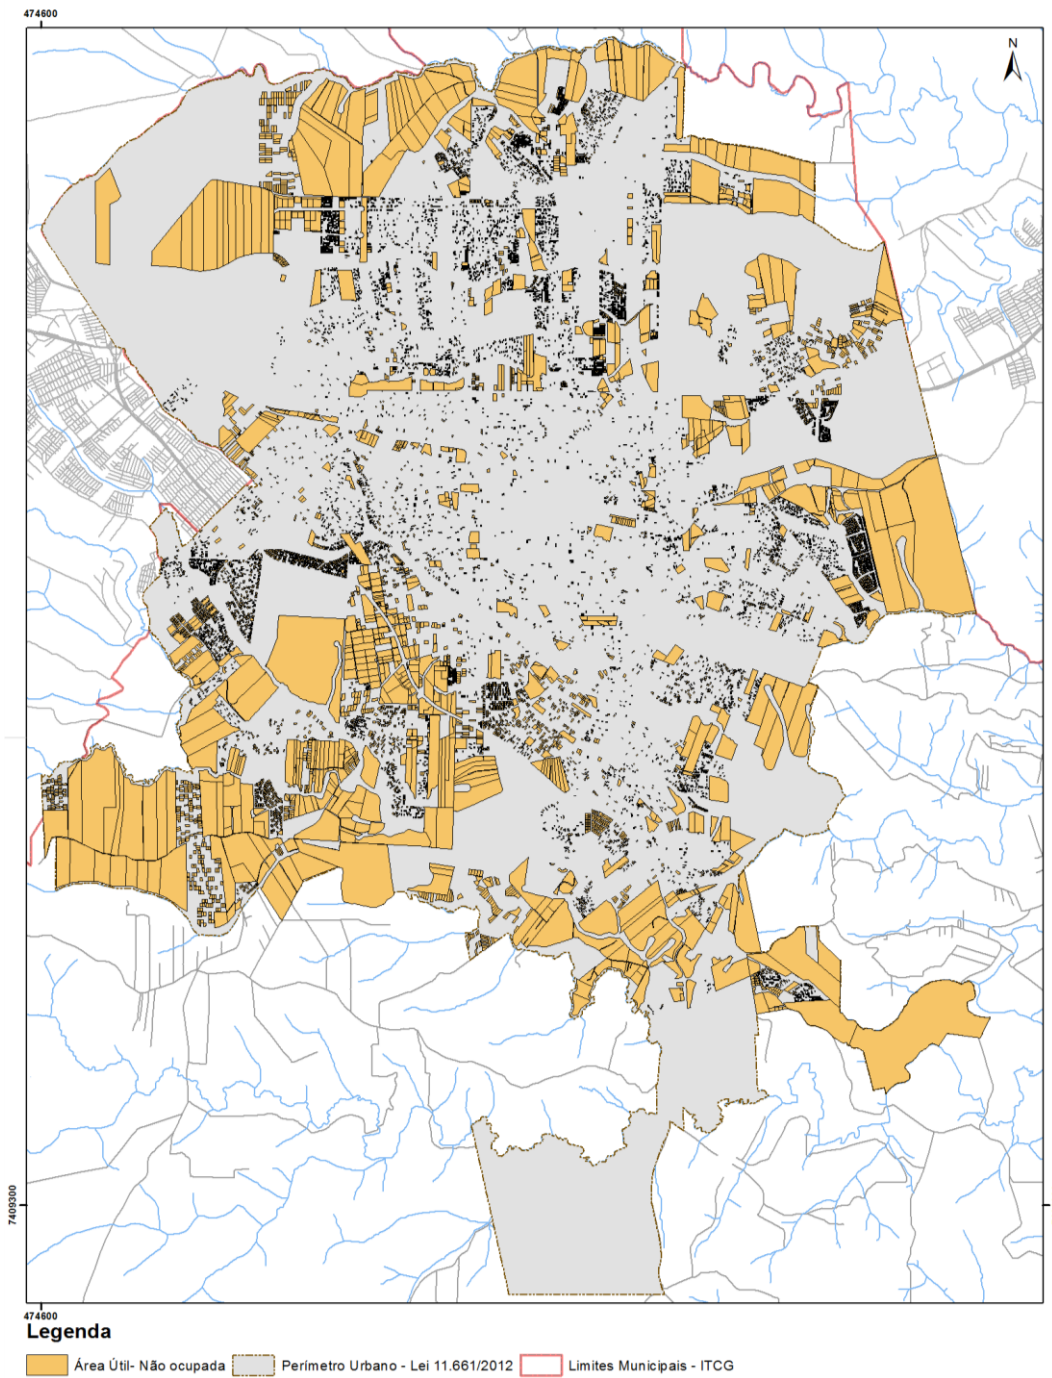 474600
N
7409300
474600
Legenda
Área Útil- Não ocupada
Perímetro Urbano - Lei 11.661/2012
Limites Municipais - ITCG